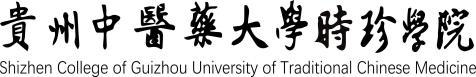 貴州中醫藥大學時珍學院
Shizhen College of Guizhou University of Traditional Chinese Medicine